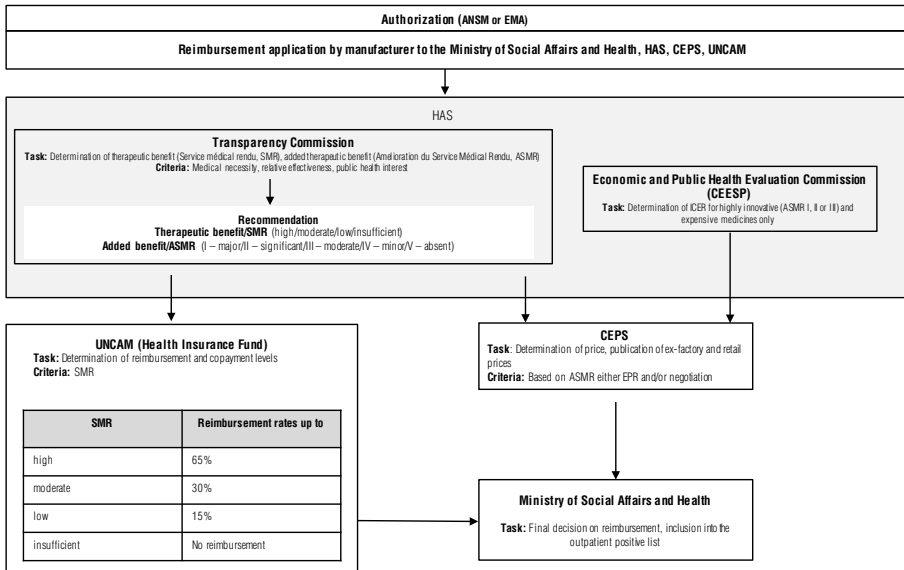 Authorization (ANSM or EMA)
Reimbursement application by manufacturer to the Ministry of Social Affairs and Health, HAS, CEPS, UNCAM
HAS
Transparency Commission
Task: Determination of therapeutic benefit (Service médical rendu, SMR), added therapeutic benefit (Amelioration du Service Médical Rendu, ASMR)
Criteria: Medical necessity, relative effectiveness, public health interest
Recommendation
Therapeutic benefit/SMR (high/moderate/low/insufficient)
Added benefit/ASMR (I – major/II – significant/III – moderate/IV – minor/V – absent)
Economic and Public Health Evaluation Commission
(CEESP)
Task: Determination of ICER for highly innovative (ASMR I, II or III) and
expensive medicines only
UNCAM (Health Insurance Fund)
Task: Determination of reimbursement and copayment levels
Criteria: SMR
SMR Reimbursement rates up to
high 65%
moderate 30%
low 15%
insufficient No reimbursement
CEPS
Task: Determination of price, publication of ex-factory and retail
prices
Criteria: Based on ASMR either EPR and/or negotiation
Ministry of Social Affairs and Health
Task: Final decision on reimbursement, inclusion into the
outpatient positive list